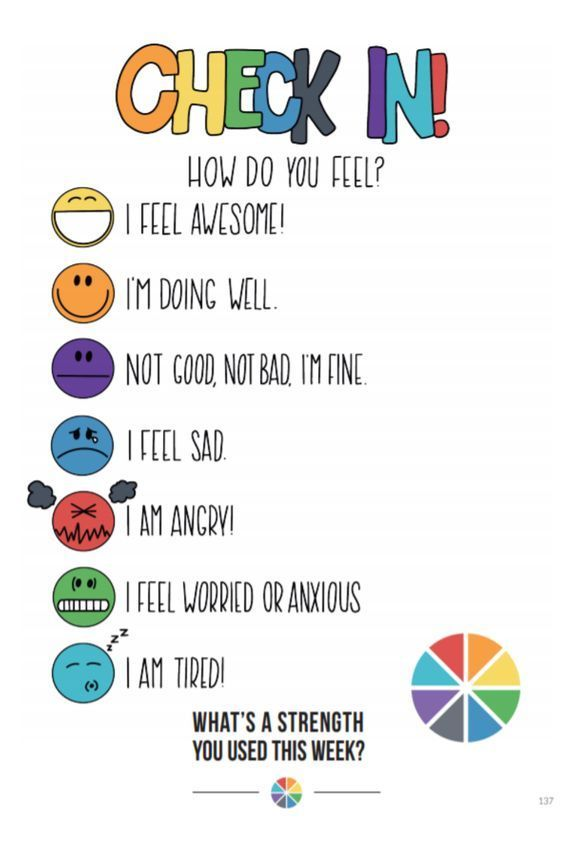 CHECK IN!
HOW DO YOU FEEL?
I FEEL AWESOME!
I'M DOING WELL.
NOT GOOD, NOT BAD, I'M FINE.
I FEEL SAD.
I AM ANGRY!
I FEEL WORRIED OR ANXIOUS
zzz
I AM TIRED!
WHAT'S A STRENGTH
YOU USED THIS WEEK?
137